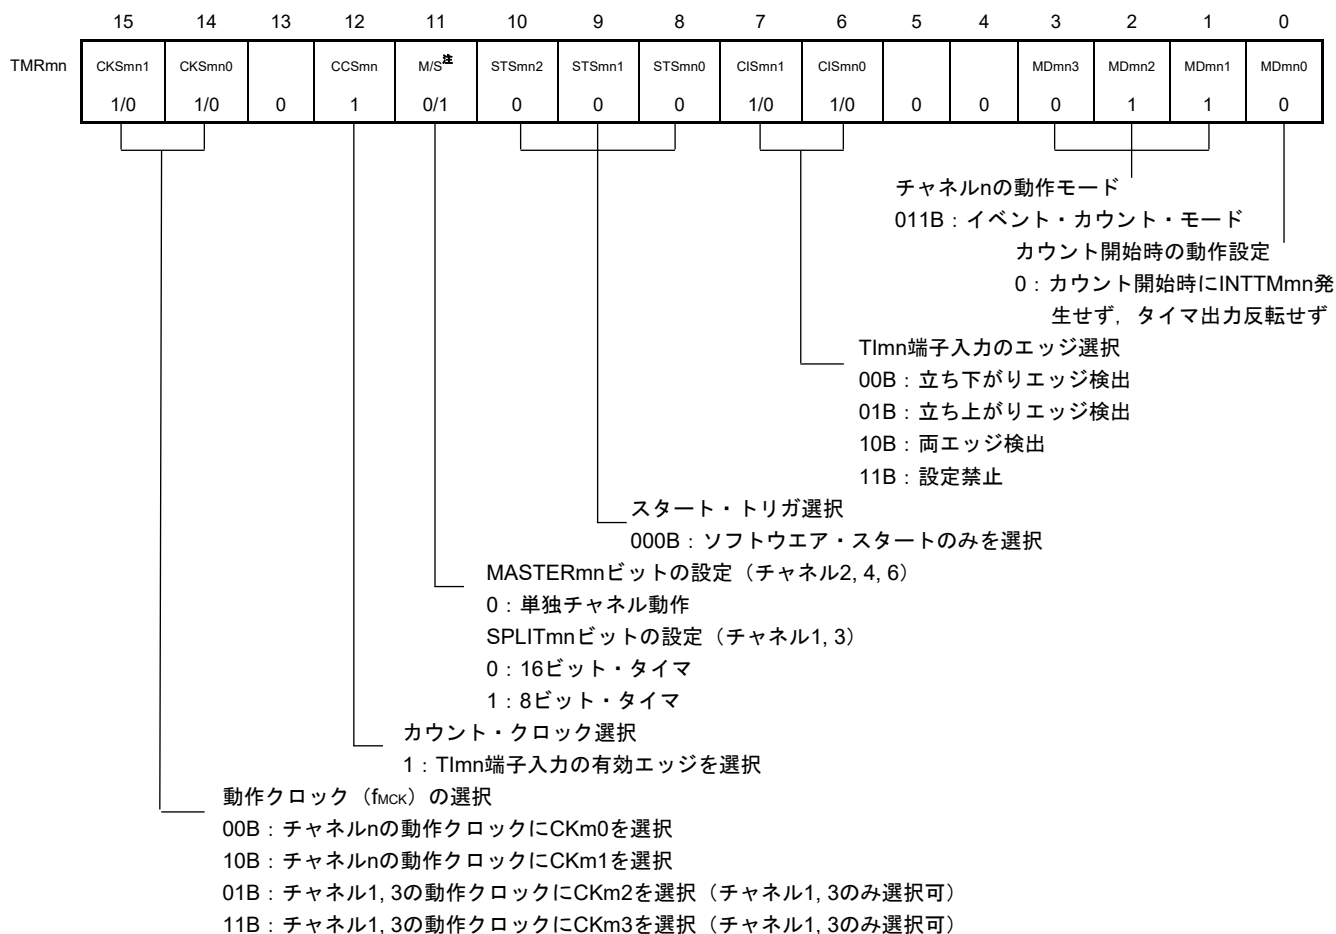 15 14 13 12 11 10 9 8 7 6 5 4 3 2 1 0
TMRmn CKSmn1 CKSmn0 CCSmn M/S注 STSmn2 STSmn1 STSmn0 CISmn1 CISmn0 MDmn3 MDmn2 MDmn1 MDmn0
1/0 1/0 0 1 0/1 0 0 0 1/0 1/0 0 0 0 1 1 0
チャネルnの動作モード
011B:イベント・カウント・モード
カウント開始時の動作設定
0:カウント開始時にINTTMmn発
生せず,タイマ出力反転せず
TImn端子入力のエッジ選択
00B:立ち下がりエッジ検出
01B:立ち上がりエッジ検出
10B:両エッジ検出
11B:設定禁止
スタート・トリガ選択
000B:ソフトウエア・スタートのみを選択
MASTERmnビットの設定(チャネル2, 4, 6)
0:単独チャネル動作
SPLITmnビットの設定(チャネル1, 3)
0:16ビット・タイマ
1:8ビット・タイマ
カウント・クロック選択
1:TImn端子入力の有効エッジを選択
動作クロック(fMCK)の選択
00B:チャネルnの動作クロックにCKm0を選択
10B:チャネルnの動作クロックにCKm1を選択
01B:チャネル1, 3の動作クロックにCKm2を選択(チャネル1, 3のみ選択可)
11B:チャネル1, 3の動作クロックにCKm3を選択(チャネル1, 3のみ選択可)